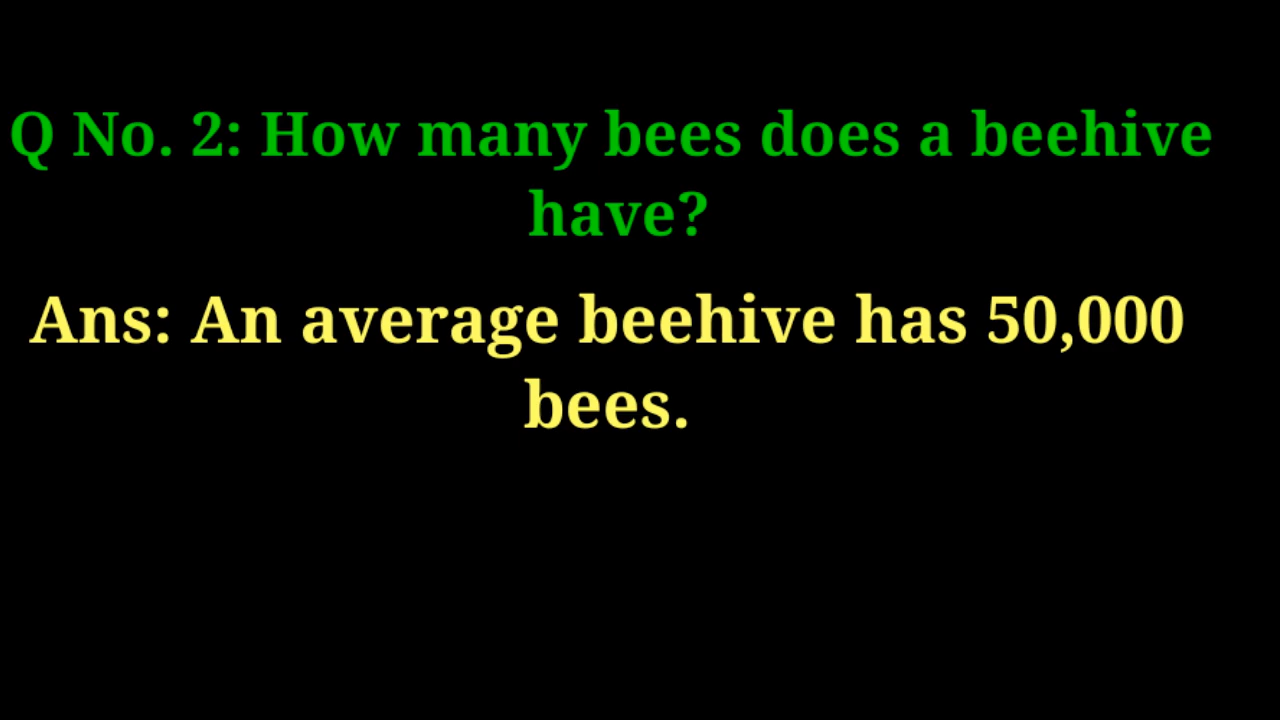 Q No. 2: How many bees does a beehive
have?
Ans: An average beehive has 50,000
bees.